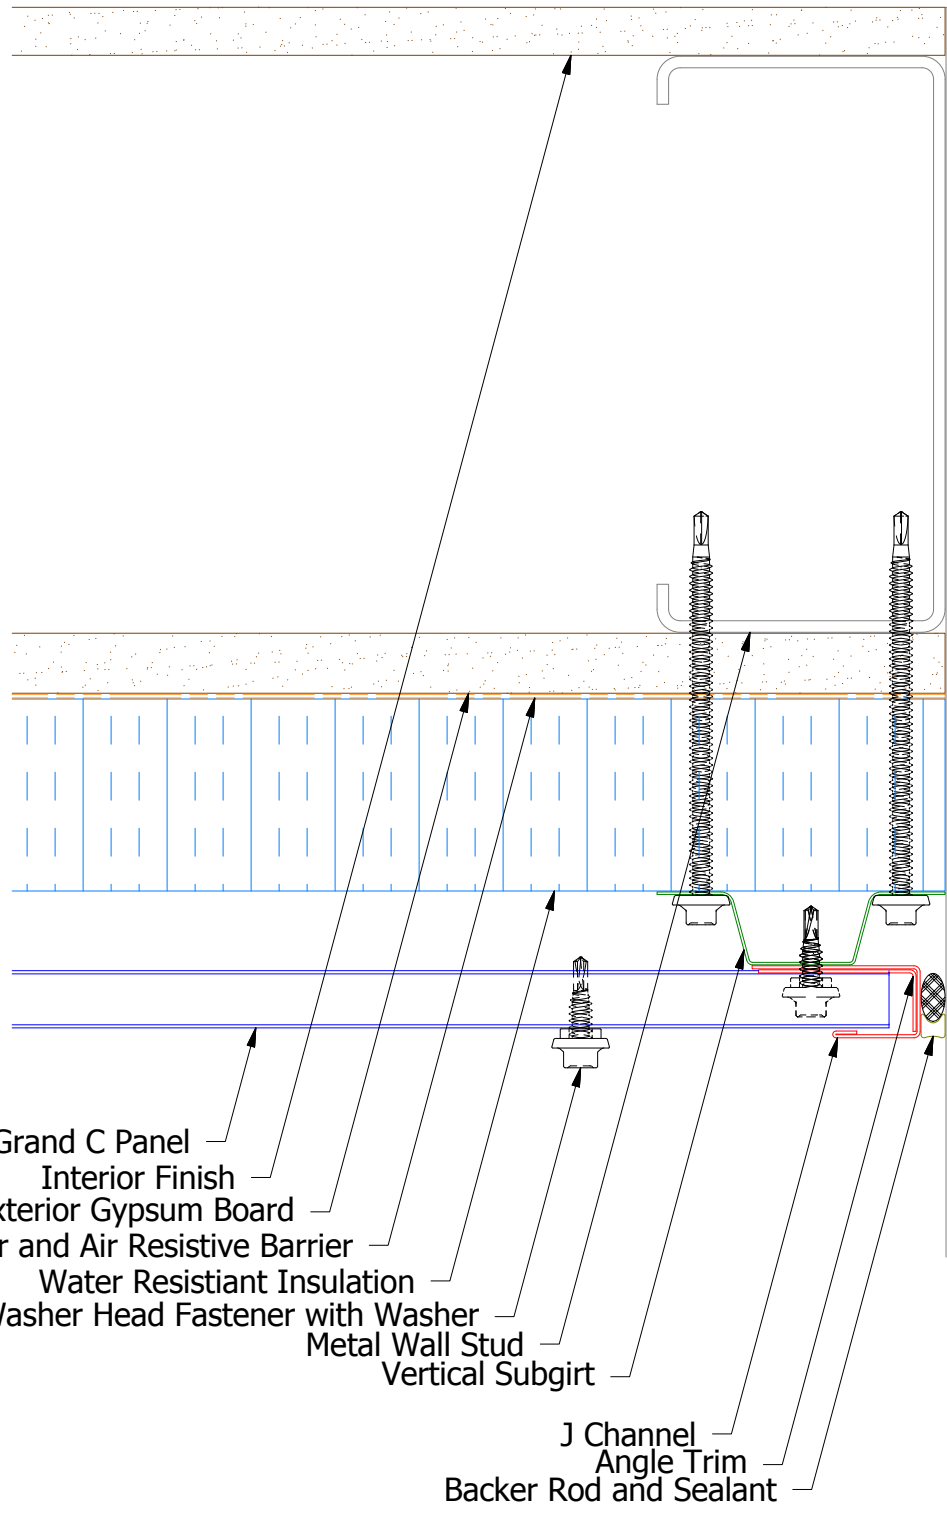 Grand C Panel
Interior Finish
Exterior Gypsum Board
and Air Resistive Barrier
Water Resistiant Insulation
Washer Head Fastener with Washer
Metal Wall Stud
Vertical Subgirt
J Channel
Angle Trim
Backer Rod and Sealant